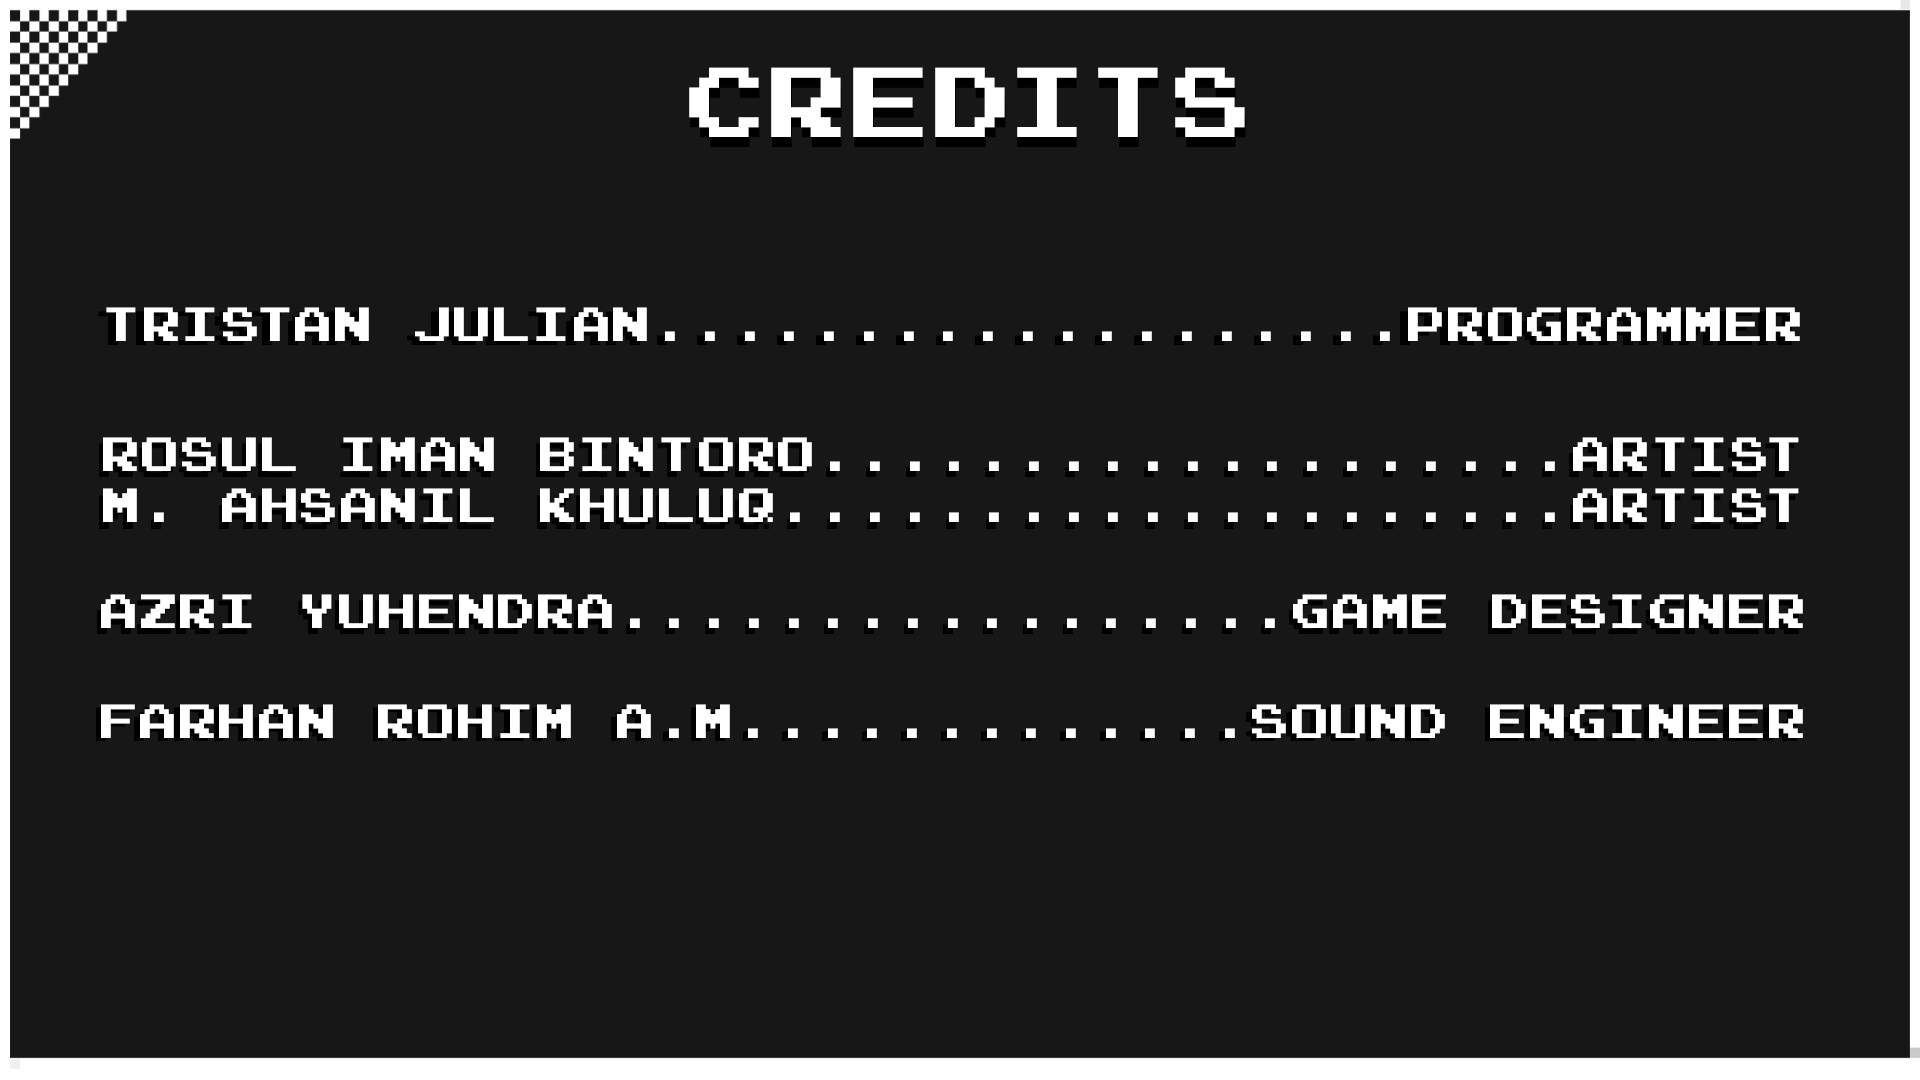 CREDITS
TRISTAN JULIAN...................PROGRAMMER
ROSUL IMAN BINTORO...................ARTIST
M. AHSANIL KHULUQ....................ARTIST
AZRI YUHENDRA.................GAME DESIGNER
FARHAN ROHIM A.M.............SOUND ENGINEER